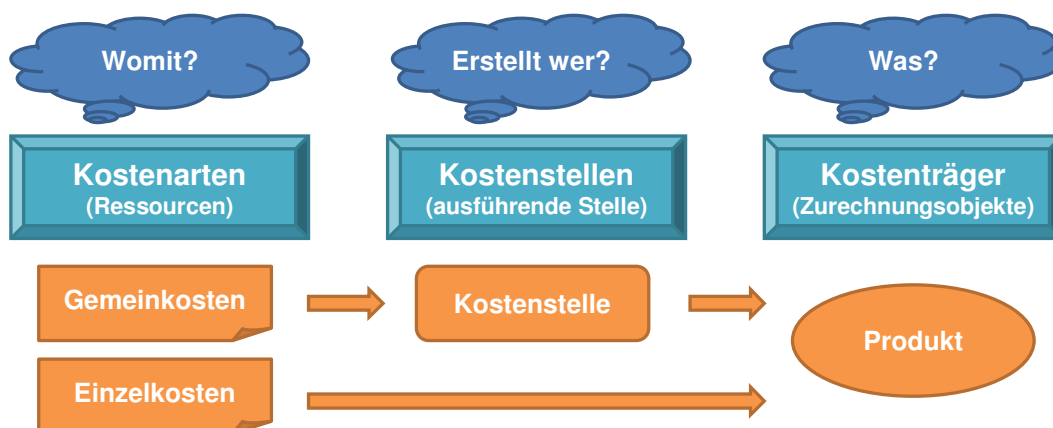 Womit?
Erstellt wer?
Was?
Kostenarten
(Ressourcen)
Kostenstellen
(ausführende Stelle)
Kostenträger
(Zurechnungsobjekte)
Gemeinkosten
Kostenstelle
Produkt
Einzelkosten